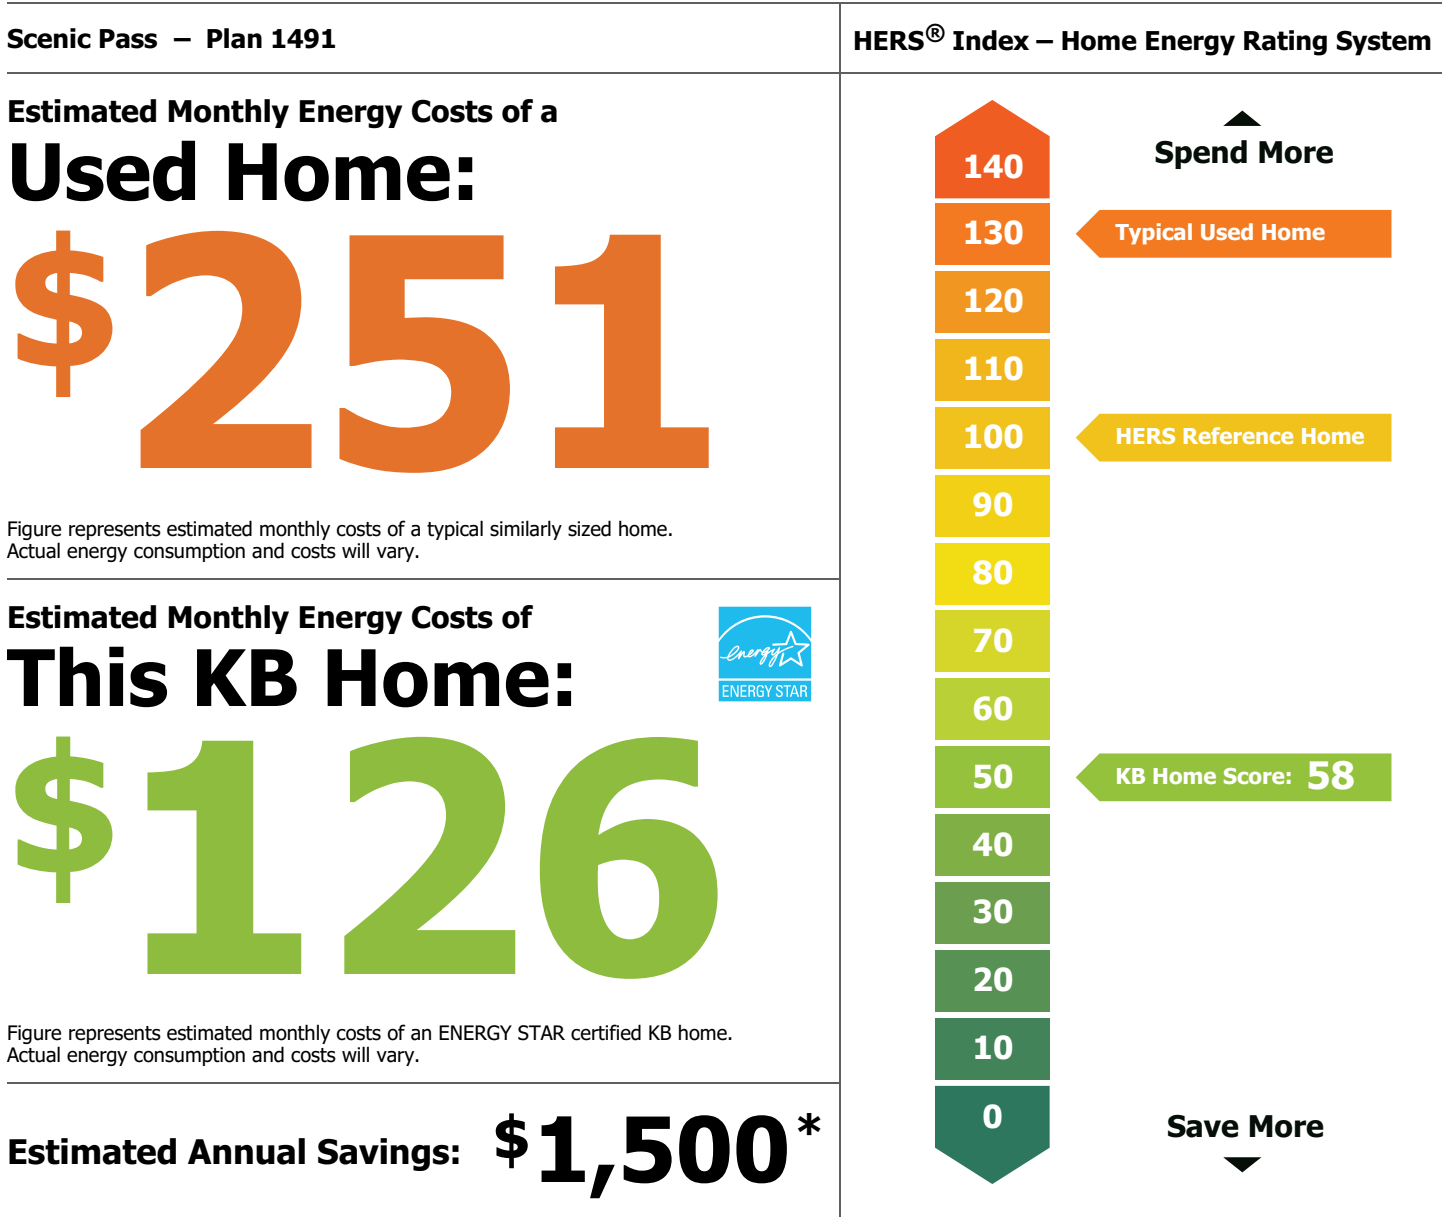 Scenic Pass – Plan 1491
Estimated Monthly Energy Costs of a
Used Home:
$251
Figure represents estimated monthly costs of a typical similarly sized home.
Actual energy consumption and costs will vary.
Estimated Monthly Energy Costs of
This KB Home:
energy
ENERGY STAR
$126
Figure represents estimated monthly costs of an ENERGY STAR certified KB home.
Actual energy consumption and costs will vary.
Estimated Annual Savings: $1,500*
HERS® Index – Home Energy Rating System
Spend More
140
130
Typical Used Home
120
110
100
HERS Reference Home
90
80
70
60
50
KB Home Score: 58
40
30
20
10
0
Save More